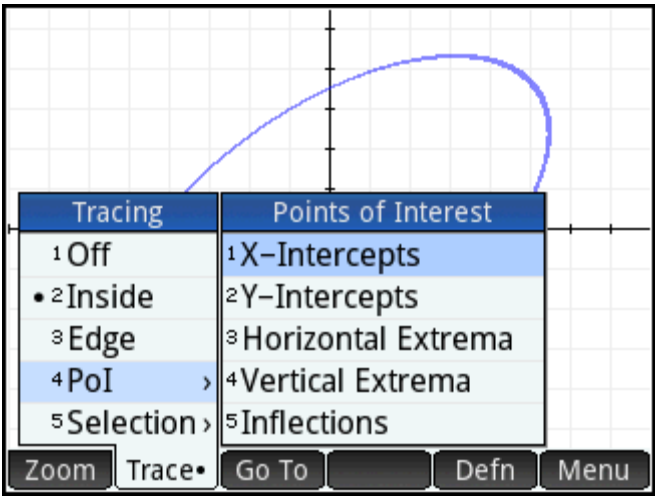 Tracing
1 Off
• 2 Inside
3 Edge
4 PoI ›
5 Selection ›
Points of Interest
1 X-Intercepts
2 Y-Intercepts
3 Horizontal Extrema
4 Vertical Extrema
5 Inflections
Zoom Trace• Go To Defn Menu